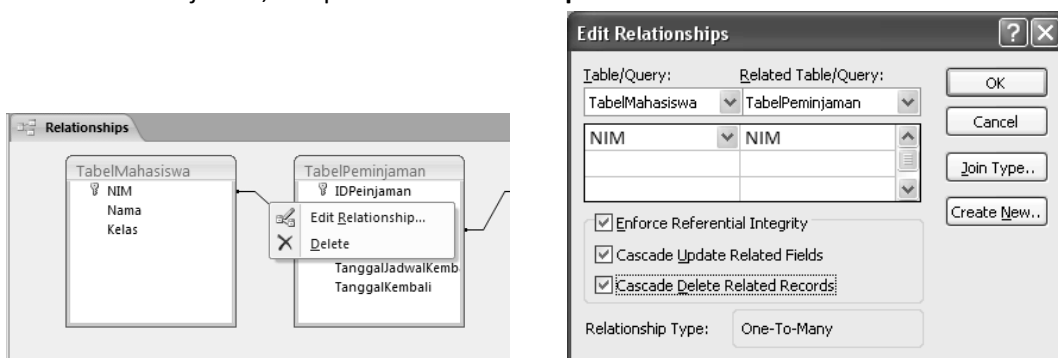 Relationships
TabelMahasiswa
NIM
Nama
Kelas
TabelPeminjaman
IDPeinjaman
Edit Relationship...
Delete
TanggalJadwalKemb
TanggalKembali
Edit Relationships
Table/Query: Related Table/Query:
TabelMahasiswa TabelPeminjaman
NIM NIM
Enforce Referential Integrity
Cascade Update Related Fields
Cascade Delete Related Records
Relationship Type: One-To-Many
OK
Cancel
Join Type..
Create New..